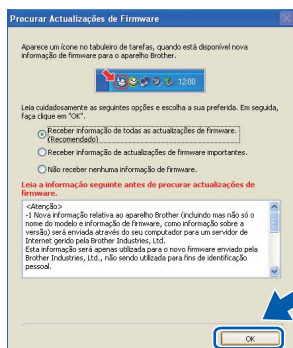 Procurar Actualizações de Firmware
Aparece um ícone no tabuleiro de tarefas, quando está disponível nova
informação de firmware para o aparelho Brother.
12:00
Leia cuidadosamente as seguintes opções e escolha a sua preferida. Em seguida,
faça clique em "OK".
Receber informação de todas as actualizações de firmware.
(Recomendado)
Receber informação de actualizações de firmware importantes.
Não receber nenhuma informação de firmware.
Leia a informação seguinte antes de procurar actualizações de
firmware.
<Atenção>
-1 Nova informação relativa ao aparelho Brother (incluindo mas não só o
nome do modelo e informação de firmware, como informação sobre a
versão) será enviada através do seu computador para um servidor de
Internet gerido pela Brother Industries, Ltd.
Esta informação será apenas utilizada para o novo firmware enviado pela
Brother Industries, Ltd., não sendo utilizada para fins de identificação
pessoal.
OK